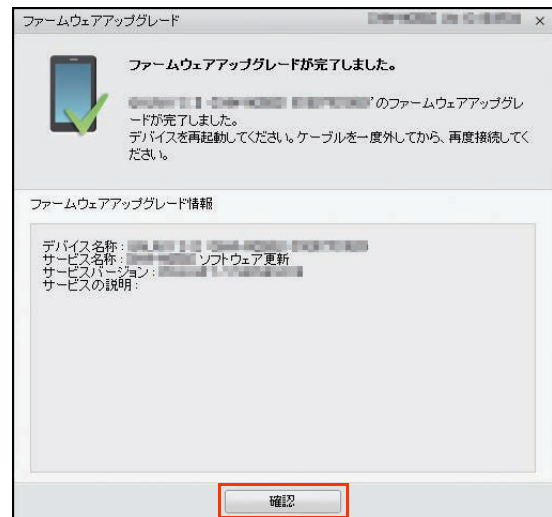 ファームウェアアップグレード
ファームウェアアップグレードが完了しました。
'のファームウェアアップグレ
ードが完了しました。
デバイスを再起動してください。ケーブルを一度外してから、再度接続してく
ださい。
ファームウェアアップグレード情報
デバイス名称 :
サービス名称 : ソフトウェア更新
サービスバージョン :
サービスの説明 :
確認